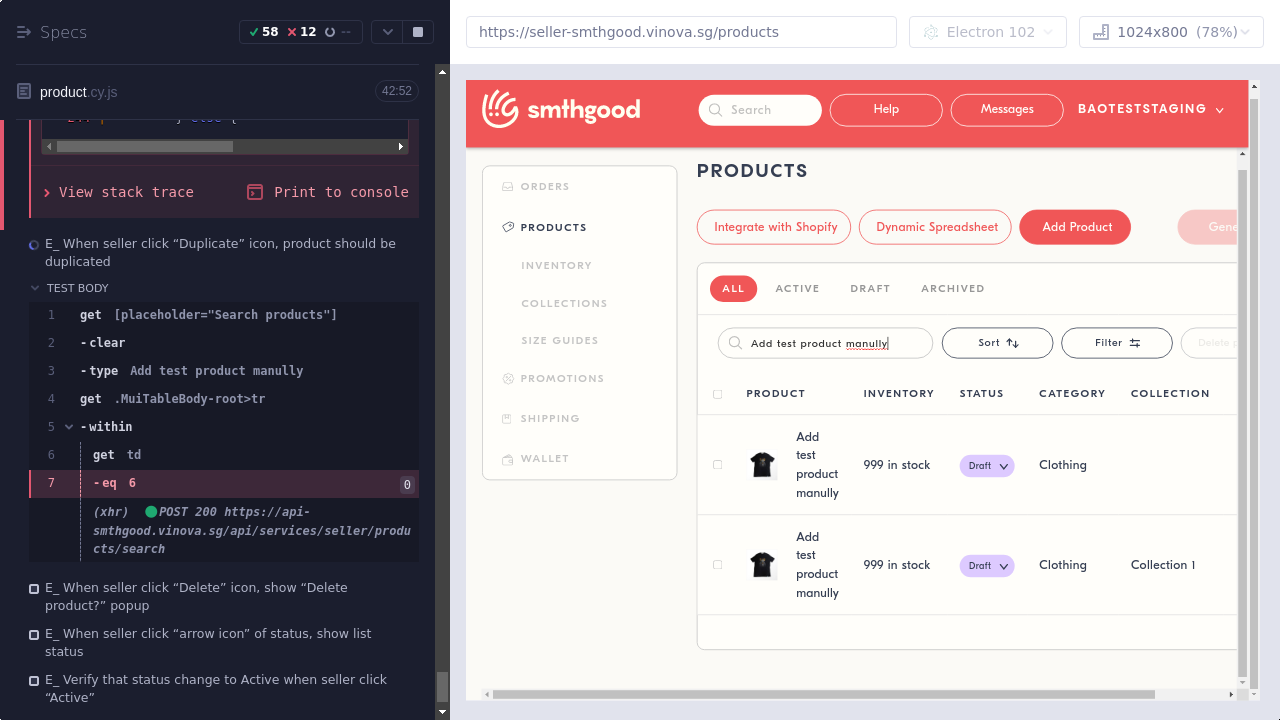 Specs
58 12 --
product.cy.js 42:52
} else {
View stack trace
Print to console
E_ When seller click “Duplicate” icon, product should be
duplicated
TEST BODY
1 get [placeholder="Search products"]
2 -clear
3 -type Add test product manully
4 get .MuiTableBody-root>tr
5 -within
6 get td
7 -eq 6 0
(xhr) POST 200 https://api-
smthgood.vinova.sg/api/services/seller/produ
cts/search
E_ When seller click “Delete” icon, show “Delete
product?” popup
E_ When seller click “arrow icon” of status, show list
status
E_ Verify that status change to Active when seller click
“Active”
https://seller-smthgood.vinova.sg/products
Electron 102
1024x800 (78%)
smthgood
Search
Help
Messages
BAOTESTSTAGING
ORDERS
PRODUCTS
INVENTORY
COLLECTIONS
SIZE GUIDES
PROMOTIONS
SHIPPING
WALLET
PRODUCTS
Integrate with Shopify
Dynamic Spreadsheet
Add Product
Gene
ALL ACTIVE DRAFT ARCHIVED
Add test product manully
Sort
Filter
Delete p
PRODUCT INVENTORY STATUS CATEGORY COLLECTION
Add
test
product
manully
999 in stock Draft Clothing
Add
test
product
manully
999 in stock Draft Clothing Collection 1